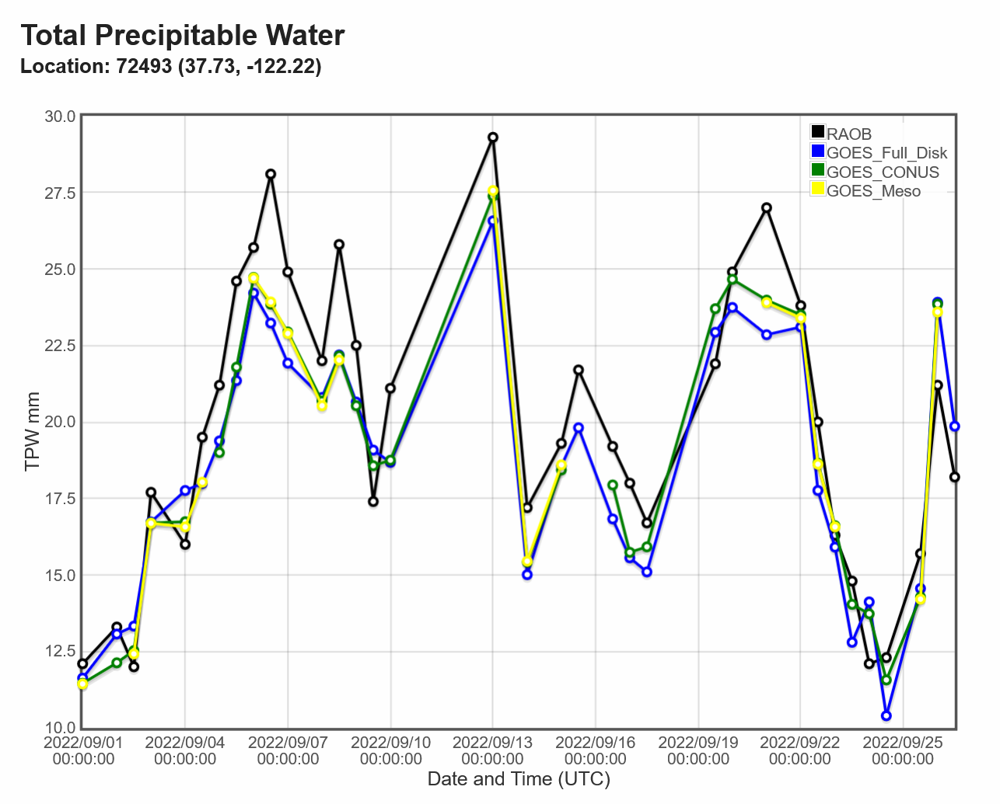 Total Precipitable Water
Location: 72493 (37.73, -122.22)
30.0
27.5
25.0
22.5
20.0
17.5
15.0
12.5
10.0
TPW mm
RAOB
GOES_Full_Disk
GOES_CONUS
GOES_Meso
2022/09/01 2022/09/04 2022/09/07 2022/09/10 2022/09/13 2022/09/16 2022/09/19 2022/09/22 2022/09/25
00:00:00 00:00:00 00:00:00 00:00:00 00:00:00 00:00:00 00:00:00 00:00:00 00:00:00
Date and Time (UTC)